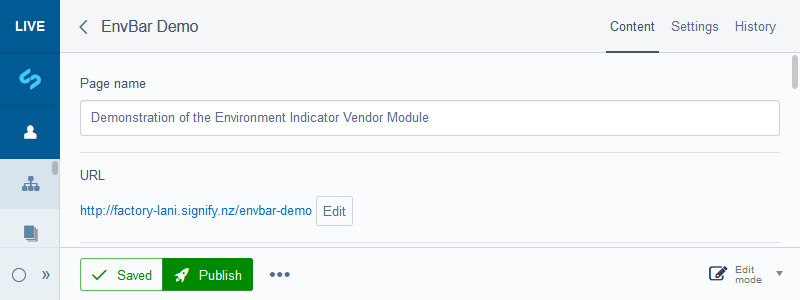 LIVE
EnvBar Demo
Content
Settings
History
Page name
Demonstration of the Environment Indicator Vendor Module
URL
http://factory-lani.signify.nz/envbar-demo
Edit
Saved
Publish
•••
Edit
mode
»